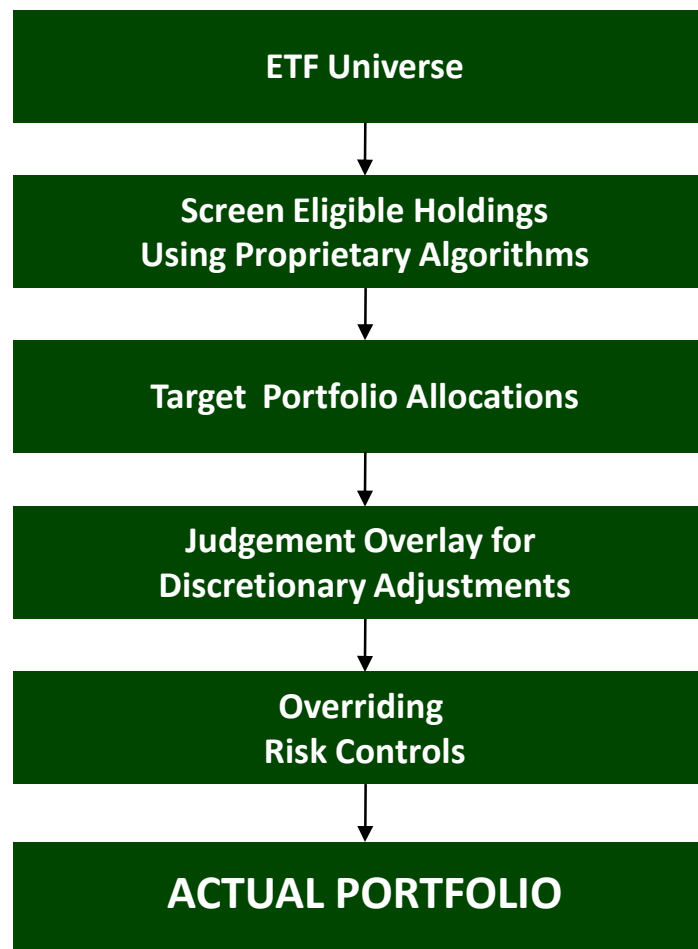 ETF Universe
Screen Eligible Holdings
Using Proprietary Algorithms
Target  Portfolio Allocations
Judgement Overlay for
Discretionary Adjustments
Overriding
Risk Controls
ACTUAL PORTFOLIO